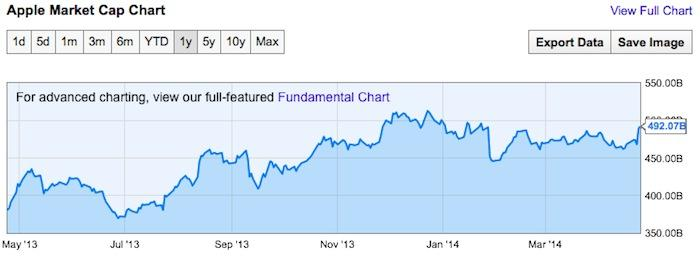 Apple Market Cap Chart
View Full Chart
1d 5d 1m 3m 6m YTD 1y 5y 10y Max
Export Data Save Image
For advanced charting, view our full-featured Fundamental Chart
550.00B
492.07B
450.00B
400.00B
350.00B
May '13 Jul '13 Sep '13 Nov '13 Jan '14 Mar '14